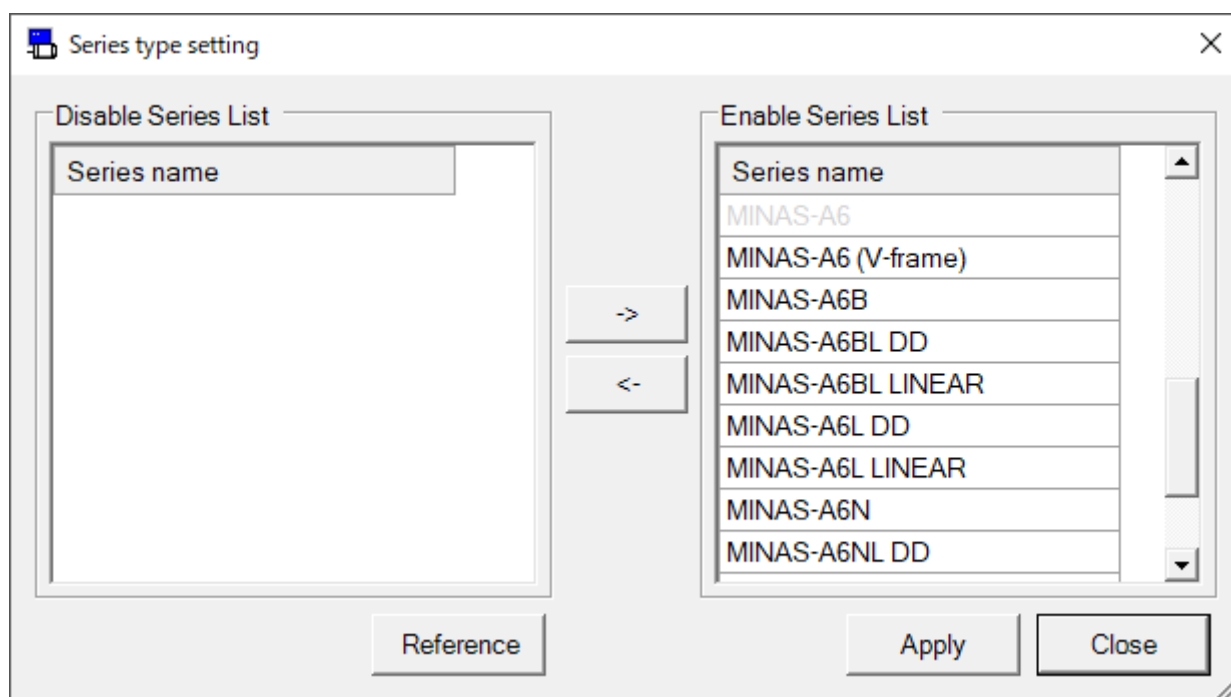 Series type setting
Disable Series List
Series name
->
<-
Enable Series List
Series name
MINAS-A6
MINAS-A6 (V-frame)
MINAS-A6B
MINAS-A6BL DD
MINAS-A6BL LINEAR
MINAS-A6L DD
MINAS-A6L LINEAR
MINAS-A6N
MINAS-A6NL DD
Reference
Apply
Close